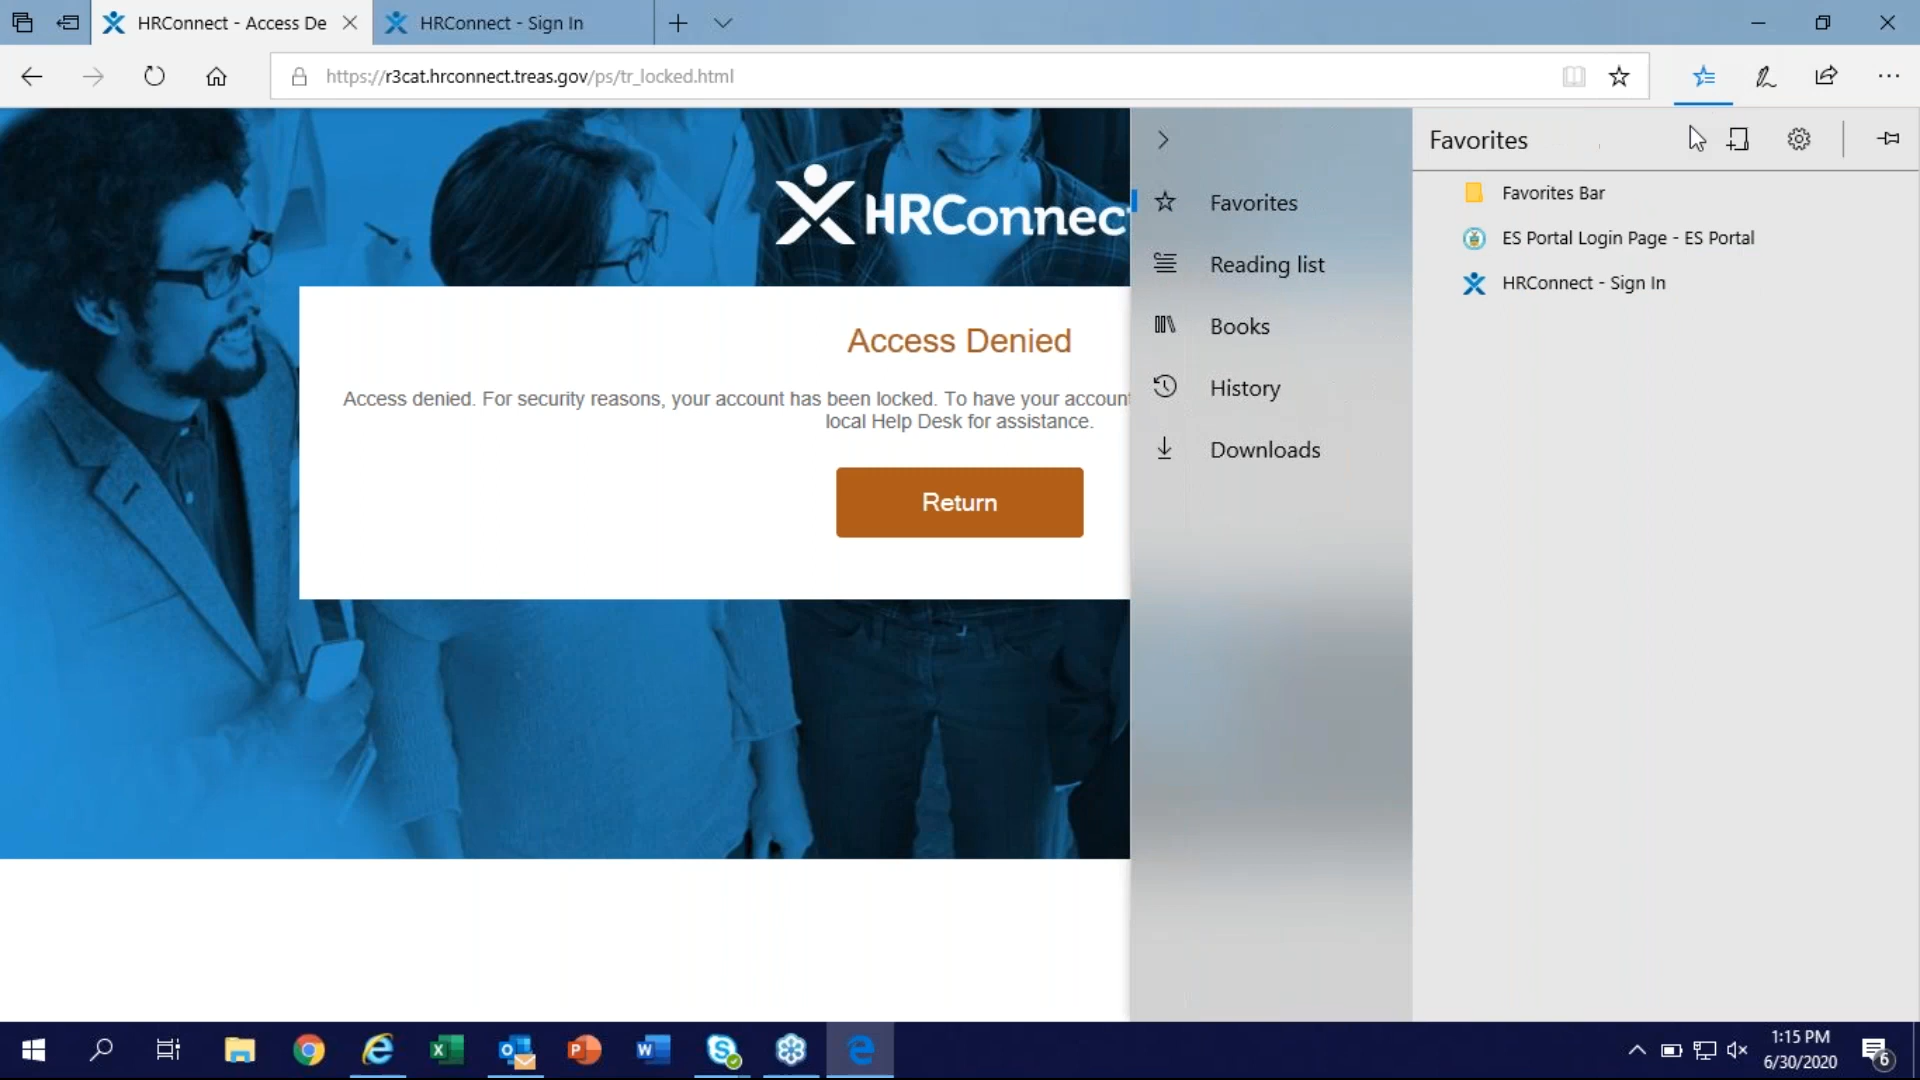 HRConnect - Access De
HRConnect - Sign In
https://r3cat.hrconnect.treas.gov/ps/tr_locked.html
HRConnec
Access Denied
Access denied. For security reasons, your account has been locked. To have your account
local Help Desk for assistance.
Return
Favorites
Reading list
Books
History
Downloads
Favorites
Favorites Bar
ES Portal Login Page - ES Portal
HRConnect - Sign In
1:15 PM
6/30/2020
6